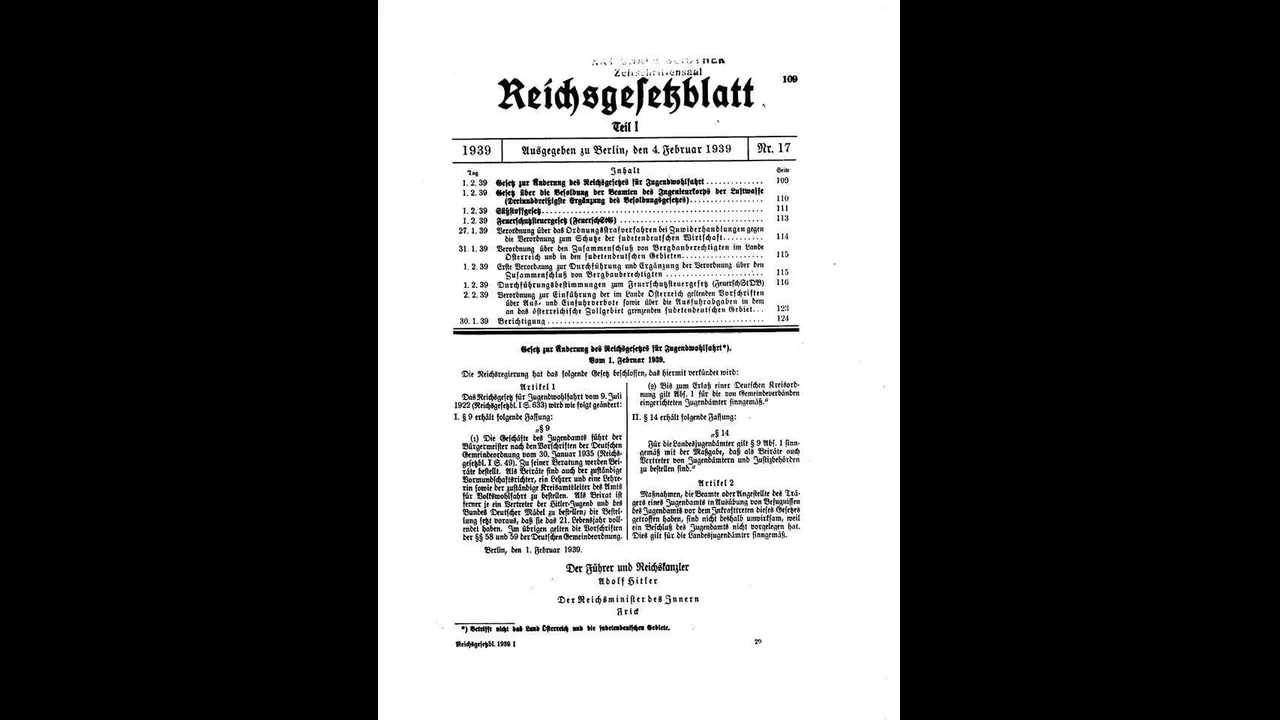 Zeitschriftensaal
109
Reichsgesetzblatt
Teil I
1939 Ausgegeben zu Berlin, den 4. Februar 1939 Nr. 17
Tag Inhalt Seite
1. 2. 39 Gesetz zur Änderung des Reichsgesetzes für Jugendwohlfahrt .............. 109
1. 2. 39 Gesetz über die Besoldung der Beamten des Ingenieurkorps der Luftwaffe
(Dreiunddreißigste Ergänzung des Besoldungsgesetzes) .............. 110
1. 2. 39 Süßstoffgesetz .............. 111
1. 2. 39 Feuerschutzsteuergesetz (FeuerschStG) .............. 113
27. 1. 39 Verordnung über das Ordnungsstrafverfahren bei Zuwiderhandlungen gegen
die Verordnung zum Schutze der sudetendeutschen Wirtschaft .............. 114
31. 1. 39 Verordnung über den Zusammenschluß von Bergbauberechtigten im Lande
Österreich und in den sudetendeutschen Gebieten .............. 115
1. 2. 39 Erste Verordnung zur Durchführung und Ergänzung der Verordnung über den
Zusammenschluß von Bergbauberechtigten .............. 115
1. 2. 39 Durchführungsbestimmungen zum Feuerschutzsteuergesetz (FeuerschStDB) 116
2. 2. 39 Verordnung zur Einführung der im Lande Österreich geltenden Vorschriften
über Aus- und Einfuhrverbote sowie über die Ausfuhrabgaben in dem
an das österreichische Zollgebiet grenzenden sudetendeutschen Gebiet ... 123
30. 1. 39 Berichtigung .............. 124
Gesetz zur Änderung des Reichsgesetzes für Jugendwohlfahrt*).
Vom 1. Februar 1939.
Die Reichsregierung hat das folgende Gesetz beschlossen, das hiermit verkündet wird:
Artikel 1
Das Reichsgesetz für Jugendwohlfahrt vom 9. Juli
1922 (Reichsgesetzbl. I S. 633) wird wie folgt geändert:
I. § 9 erhält folgende Fassung:
„§ 9
(1) Die Geschäfte des Jugendamts führt der
Bürgermeister nach den Vorschriften der Deutschen
Gemeindeordnung vom 30. Januar 1935 (Reichs-
gesetzbl. I S. 49). Zu seiner Beratung werden Bei-
räte bestellt. Als Beiräte sind auch der zuständige
Vormundschaftsrichter, ein Lehrer und eine Lehre-
rin sowie der zuständige Kreisamtsleiter des Amts
für Volkswohlfahrt zu bestellen. Als Beirat ist
ferner je ein Vertreter der Hitler-Jugend und des
Bundes Deutscher Mädel zu bestellen; die Bestel-
lung setzt voraus, daß sie das 21. Lebensjahr voll-
endet haben. Im übrigen gelten die Vorschriften
der §§ 58 und 59 der Deutschen Gemeindeordnung.
(2) Bis zum Erlaß einer Deutschen Kreisord-
nung gilt Abs. 1 für die von Gemeindeverbänden
eingerichteten Jugendämter sinngemäß.“
II. § 14 erhält folgende Fassung:
„§ 14
Für die Landesjugendämter gilt § 9 Abs. 1 sinn-
gemäß mit der Maßgabe, daß als Beiräte auch
Vertreter von Jugendämtern und Justizbehörden
zu bestellen sind.“
Artikel 2
Maßnahmen, die Beamte oder Angestellte des Trä-
gers eines Jugendamts in Ausübung von Befugnissen
des Jugendamts vor dem Inkrafttreten dieses Gesetzes
getroffen haben, sind nicht deshalb unwirksam, weil
ein Beschluß des Jugendamts nicht vorgelegen hat.
Dies gilt für die Landesjugendämter sinngemäß.
Berlin, den 1. Februar 1939.
Der Führer und Reichskanzler
Adolf Hitler
Der Reichsminister des Innern
Frick
*) Betrifft nicht das Land Österreich und die sudetendeutschen Gebiete.
Reichsgesetzbl. 1939 I 29